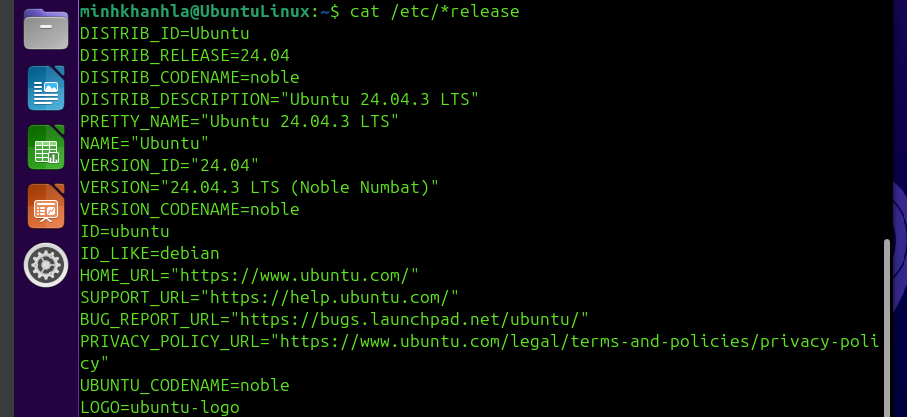 minhkhanhla@UbuntuLinux:~$ cat /etc/*release
DISTRIB_ID=Ubuntu
DISTRIB_RELEASE=24.04
DISTRIB_CODENAME=noble
DISTRIB_DESCRIPTION="Ubuntu 24.04.3 LTS"
PRETTY_NAME="Ubuntu 24.04.3 LTS"
NAME="Ubuntu"
VERSION_ID="24.04"
VERSION="24.04.3 LTS (Noble Numbat)"
VERSION_CODENAME=noble
ID=ubuntu
ID_LIKE=debian
HOME_URL="https://www.ubuntu.com/"
SUPPORT_URL="https://help.ubuntu.com/"
BUG_REPORT_URL="https://bugs.launchpad.net/ubuntu/"
PRIVACY_POLICY_URL="https://www.ubuntu.com/legal/terms-and-policies/privacy-poli
cy"
UBUNTU_CODENAME=noble
LOGO=ubuntu-logo